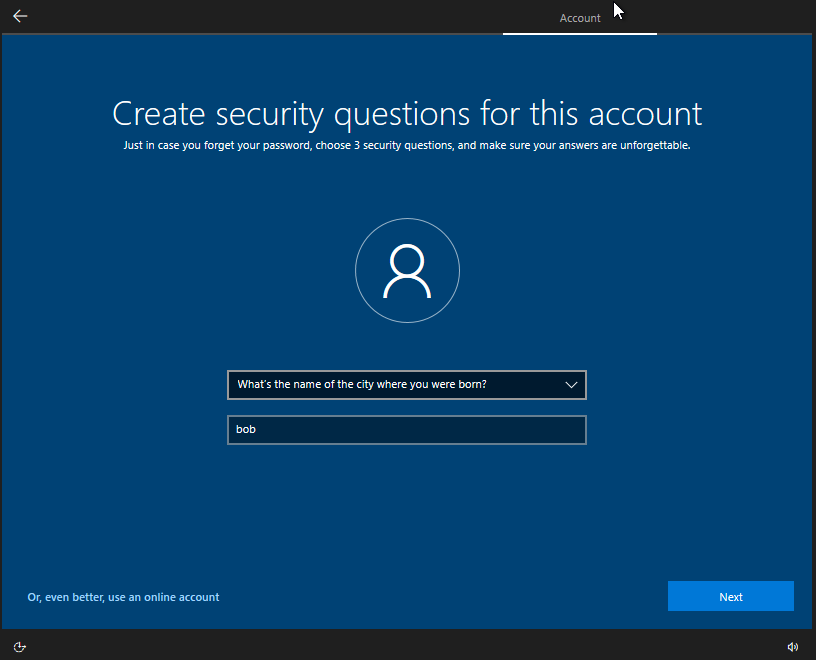 Account
Create security questions for this account
Just in case you forget your password, choose 3 security questions, and make sure your answers are unforgettable.
What's the name of the city where you were born?
bob
Or, even better, use an online account
Next